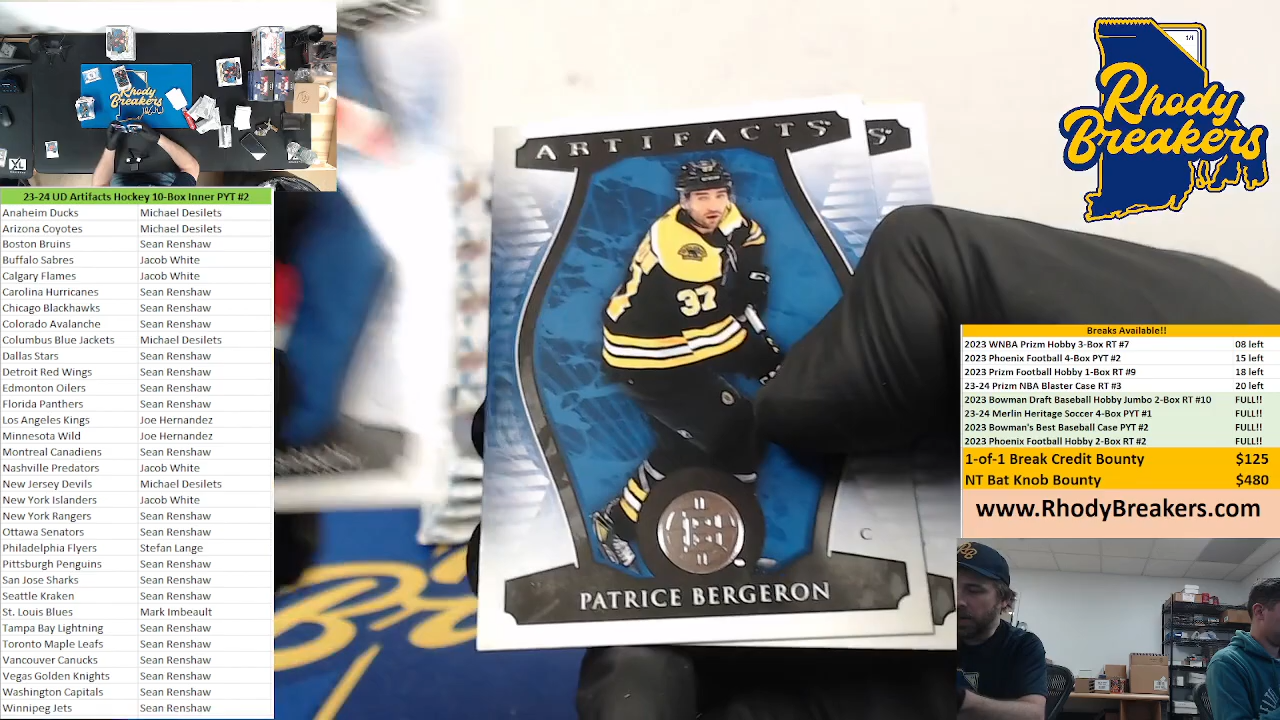 23-24 UD Artifacts Hockey 10-Box Inner PYT #2
Anaheim Ducks Michael Desilets
Arizona Coyotes Michael Desilets
Boston Bruins Sean Renshaw
Buffalo Sabres Jacob White
Calgary Flames Jacob White
Carolina Hurricanes Sean Renshaw
Chicago Blackhawks Sean Renshaw
Colorado Avalanche Sean Renshaw
Columbus Blue Jackets Michael Desilets
Dallas Stars Sean Renshaw
Detroit Red Wings Sean Renshaw
Edmonton Oilers Sean Renshaw
Florida Panthers Sean Renshaw
Los Angeles Kings Joe Hernandez
Minnesota Wild Joe Hernandez
Montreal Canadiens Sean Renshaw
Nashville Predators Jacob White
New Jersey Devils Michael Desilets
New York Islanders Jacob White
New York Rangers Sean Renshaw
Ottawa Senators Sean Renshaw
Philadelphia Flyers Stefan Lange
Pittsburgh Penguins Sean Renshaw
San Jose Sharks Sean Renshaw
Seattle Kraken Sean Renshaw
St. Louis Blues Mark Imbeault
Tampa Bay Lightning Sean Renshaw
Toronto Maple Leafs Sean Renshaw
Vancouver Canucks Sean Renshaw
Vegas Golden Knights Sean Renshaw
Washington Capitals Sean Renshaw
Winnipeg Jets Sean Renshaw
Rhody
Breakers
ARTIFACTS
S
37
C
PATRICE BERGERON
1/1
Rhody
Breakers
Breaks Available!!
2023 WNBA Prizm Hobby 3-Box RT #7 08 left
2023 Phoenix Football 4-Box PYT #2 15 left
2023 Prizm Football Hobby 1-Box RT #9 18 left
23-24 Prizm NBA Blaster Case RT #3 20 left
2023 Bowman Draft Baseball Hobby Jumbo 2-Box RT #10 FULL!!
23-24 Merlin Heritage Soccer 4-Box PYT #1 FULL!!
2023 Bowman's Best Baseball Case PYT #2 FULL!!
2023 Phoenix Football Hobby 2-Box RT #2 FULL!!
1-of-1 Break Credit Bounty $125
NT Bat Knob Bounty $480
www.RhodyBreakers.com
RB